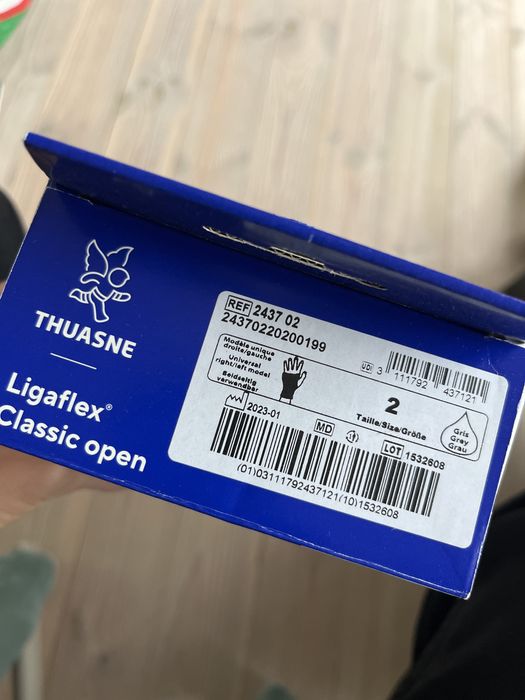 THUASNE
Ligaflex®
Classic open
REF 2437 02
24370220200199
Modèle unique
droite/gauche
Universal
right/left model
Beidseitig
verwendbar
UDI 3 111792 437121
2
Taille/Size/Größe
Gris
Grey
Grau
2023-01
MD
LOT 1532608
(01)03111792437121(10)1532608